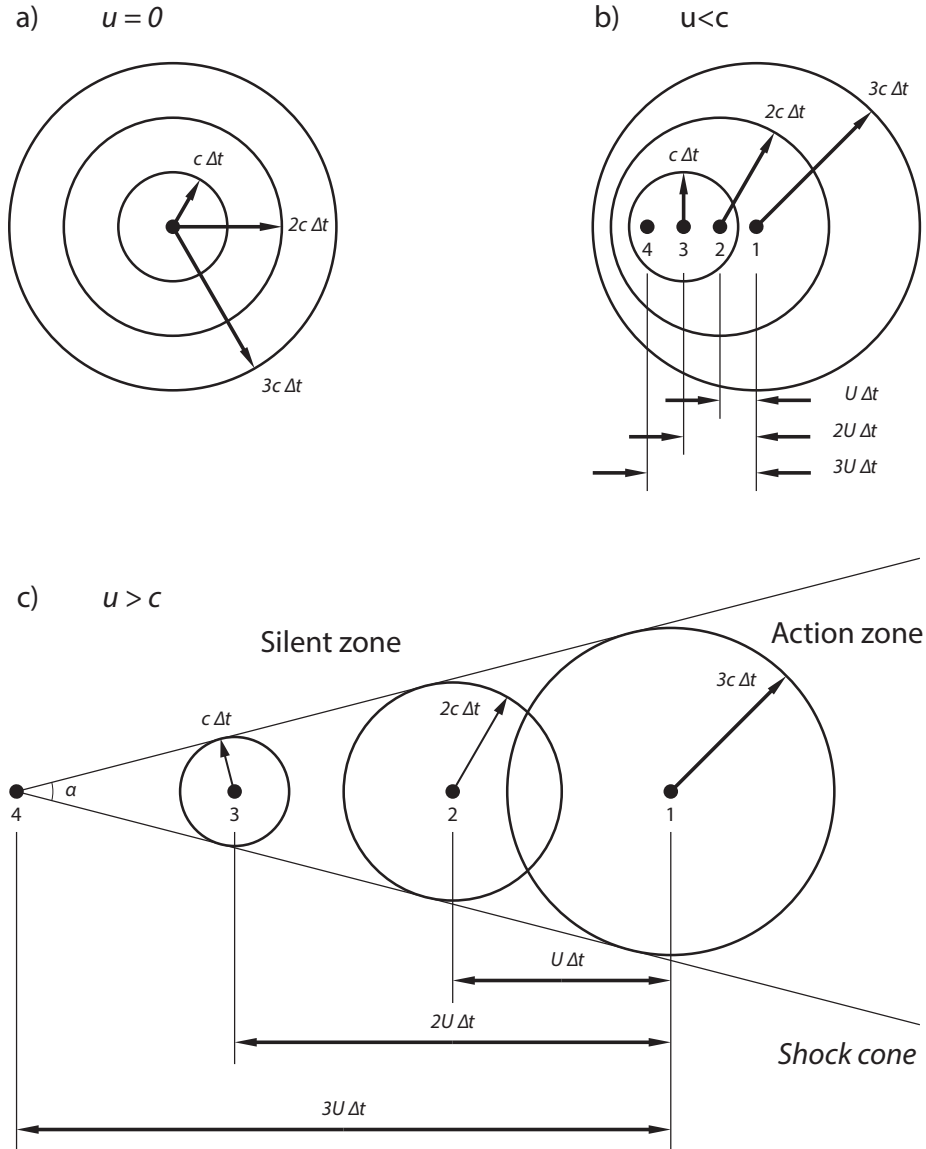 a) u = 0
c Δt
2c Δt
3c Δt
b) u<c
3c Δt
2c Δt
c Δt
4 3 2 1
U Δt
2U Δt
3U Δt
c) u > c
Silent zone
Action zone
3c Δt
2c Δt
c Δt
α
4 3 2 1
U Δt
2U Δt
Shock cone
3U Δt